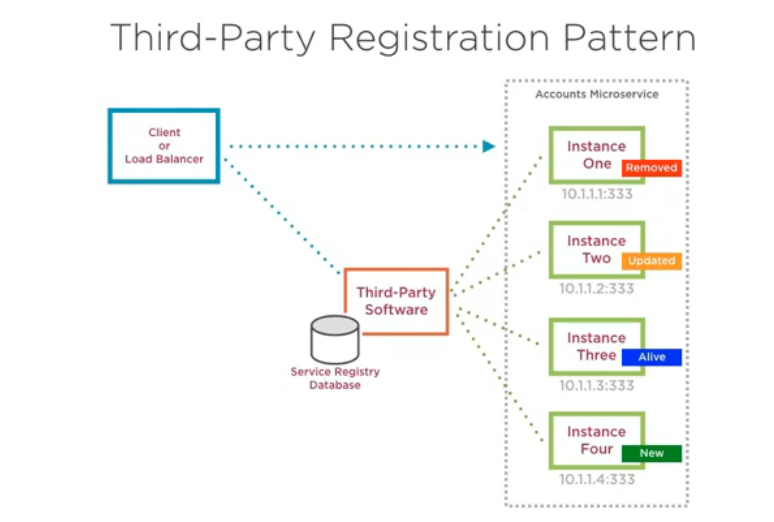 Third-Party Registration Pattern
Accounts Microservice
Client
or
Load Balancer
Instance
One
Removed
10.1.1.1:333
Instance
Two
Updated
10.1.1.2:333
Third-Party
Software
Service Registry
Database
Instance
Three
Alive
10.1.1.3:333
Instance
Four
New
10.1.1.4:333